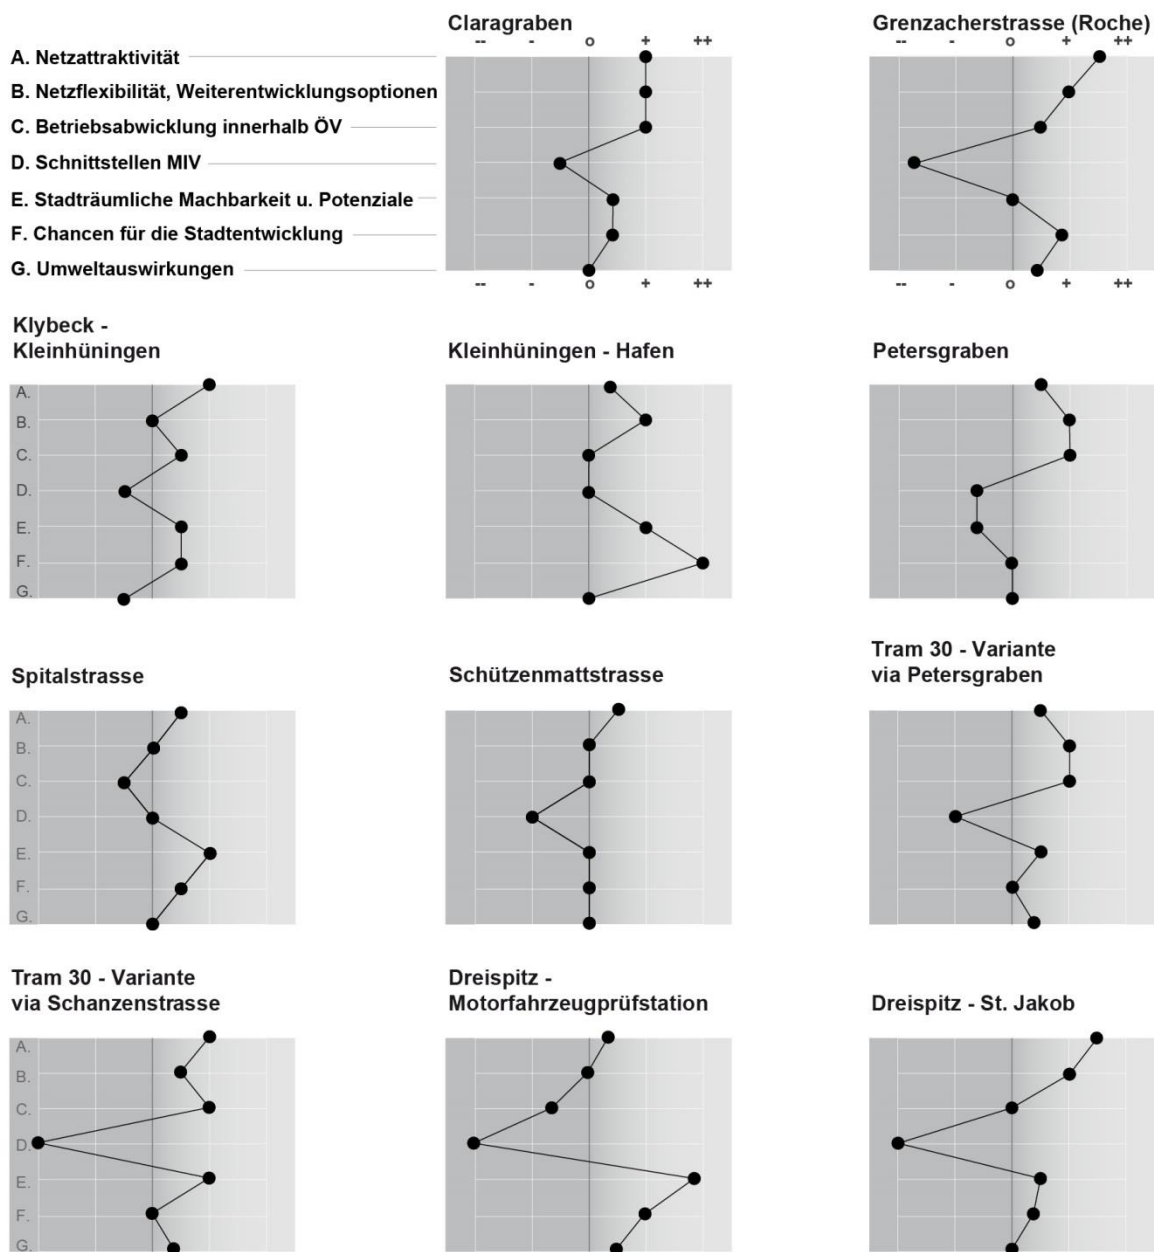 Claragraben
Grenzacherstrasse (Roche)
-- - o + ++
-- - o + ++
A. Netzattraktivität
B. Netzflexibilität, Weiterentwicklungsoptionen
C. Betriebsabwicklung innerhalb ÖV
D. Schnittstellen MIV
E. Stadträumliche Machbarkeit u. Potenziale
F. Chancen für die Stadtentwicklung
G. Umweltauswirkungen
-- - o + ++
-- - o + ++
Klybeck -
Kleinhüningen
Kleinhüningen - Hafen
Petersgraben
A.
B.
C.
D.
E.
F.
G.
Spitalstrasse
Schützenmattstrasse
Tram 30 - Variante
via Petersgraben
A.
B.
C.
D.
E.
F.
G.
Tram 30 - Variante
via Schanzenstrasse
Dreispitz -
Motorfahrzeugprüfstation
Dreispitz - St. Jakob
A.
B.
C.
D.
E.
F.
G.